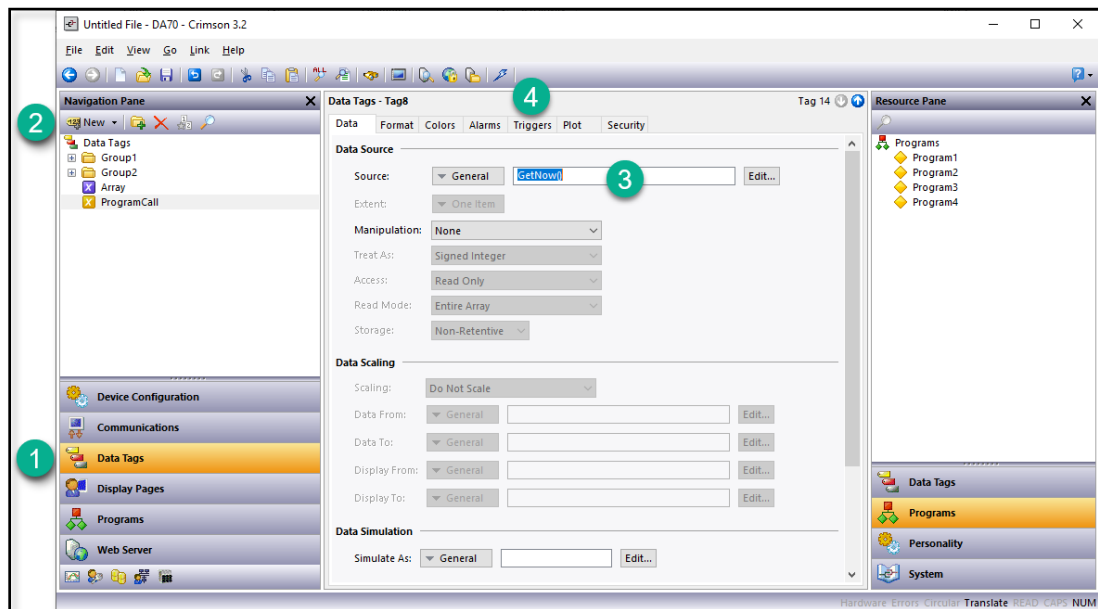 Untitled File - DA70 - Crimson 3.2
File Edit View Go Link Help
Navigation Pane
Data Tags - Tag8
4
Tag 14
Resource Pane
2
New
Data Format Colors Alarms Triggers Plot Security
Data Tags
Group1
Group2
Array
ProgramCall
Data Source
Source: General GetNow() Edit...
3
Extent: One Item
Manipulation: None
Treat As: Signed Integer
Access: Read Only
Read Mode: Entire Array
Storage: Non-Retentive
Data Scaling
Scaling: Do Not Scale
Data From: General Edit...
Data To: General Edit...
Display From: General Edit...
Display To: General Edit...
Data Simulation
Simulate As: General Edit...
Programs
Program1
Program2
Program3
Program4
Device Configuration
Communications
1
Data Tags
Display Pages
Programs
Web Server
Data Tags
Programs
Personality
System
Hardware Errors Circular Translate READ CAPS NUM